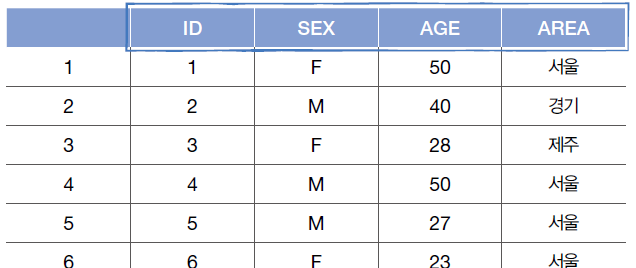 ID SEX AGE AREA
1 1 F 50 서울
2 2 M 40 경기
3 3 F 28 제주
4 4 M 50 서울
5 5 M 27 서울
6 6 F 23 서울